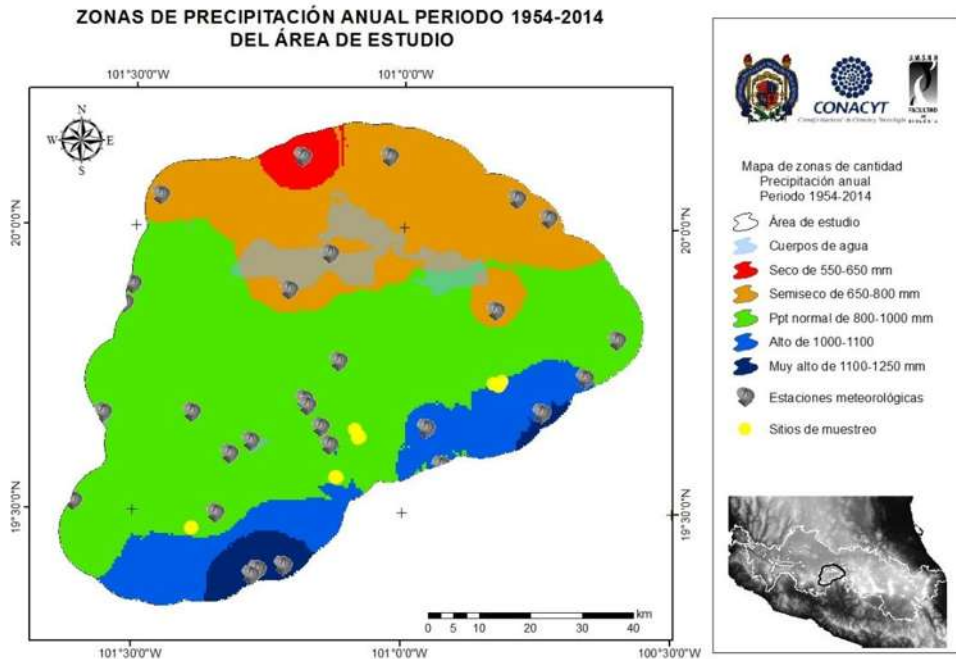 ZONAS DE PRECIPITACIÓN ANUAL PERIODO 1954-2014
DEL ÁREA DE ESTUDIO
101°30'0"W
101°0'0"W
N
W
E
S
20°0'0"N
20°0'0"N
19°30'0"N
19°30'0"N
km
0 5 10 20 30 40
101°30'0"W
101°0'0"W
100°30'0"W
CONACYT
FACULTAD
Mapa de zonas de cantidad
Precipitación anual
Periodo 1954-2014
Área de estudio
Cuerpos de agua
Seco de 550-650 mm
Semiseco de 650-800 mm
Ppt normal de 800-1000 mm
Alto de 1000-1100
Muy alto de 1100-1250 mm
Estaciones meteorológicas
Sitios de muestreo